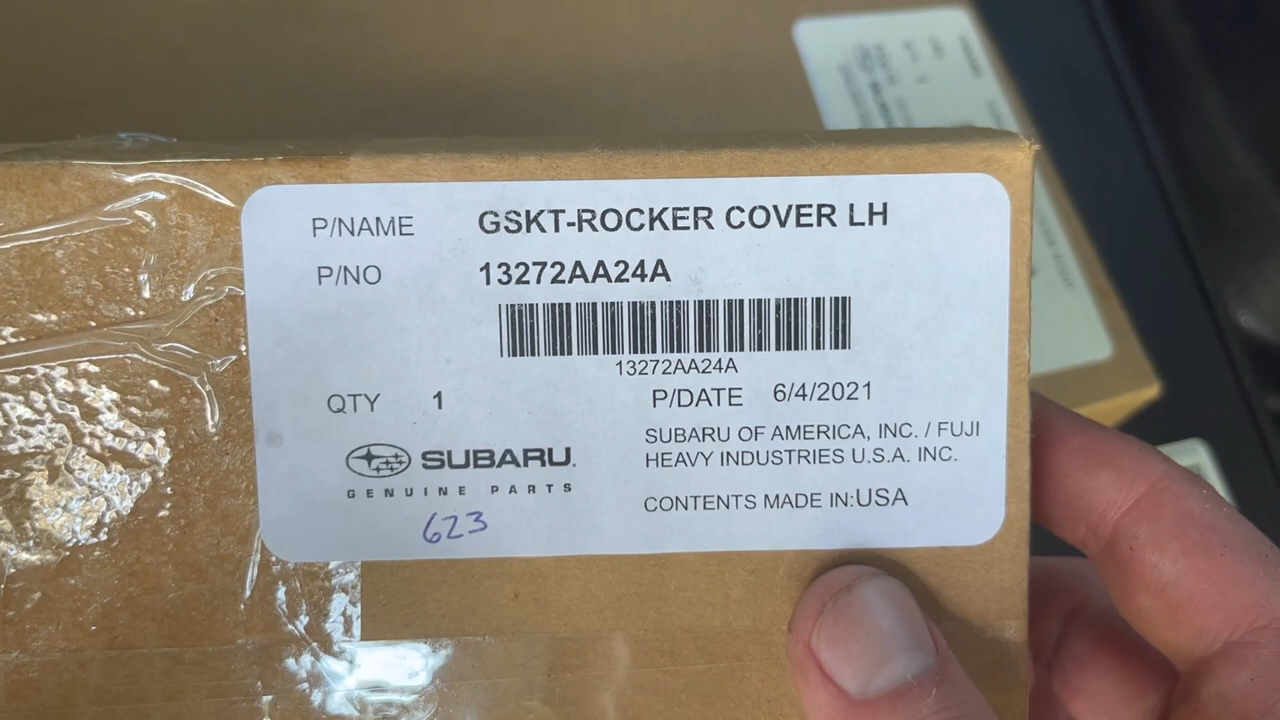 P/NAME GSKT-ROCKER COVER LH
P/NO 13272AA24A
13272AA24A
QTY 1 P/DATE 6/4/2021
SUBARU OF AMERICA, INC. / FUJI
HEAVY INDUSTRIES U.S.A. INC.
SUBARU.
GENUINE PARTS
CONTENTS MADE IN:USA
623